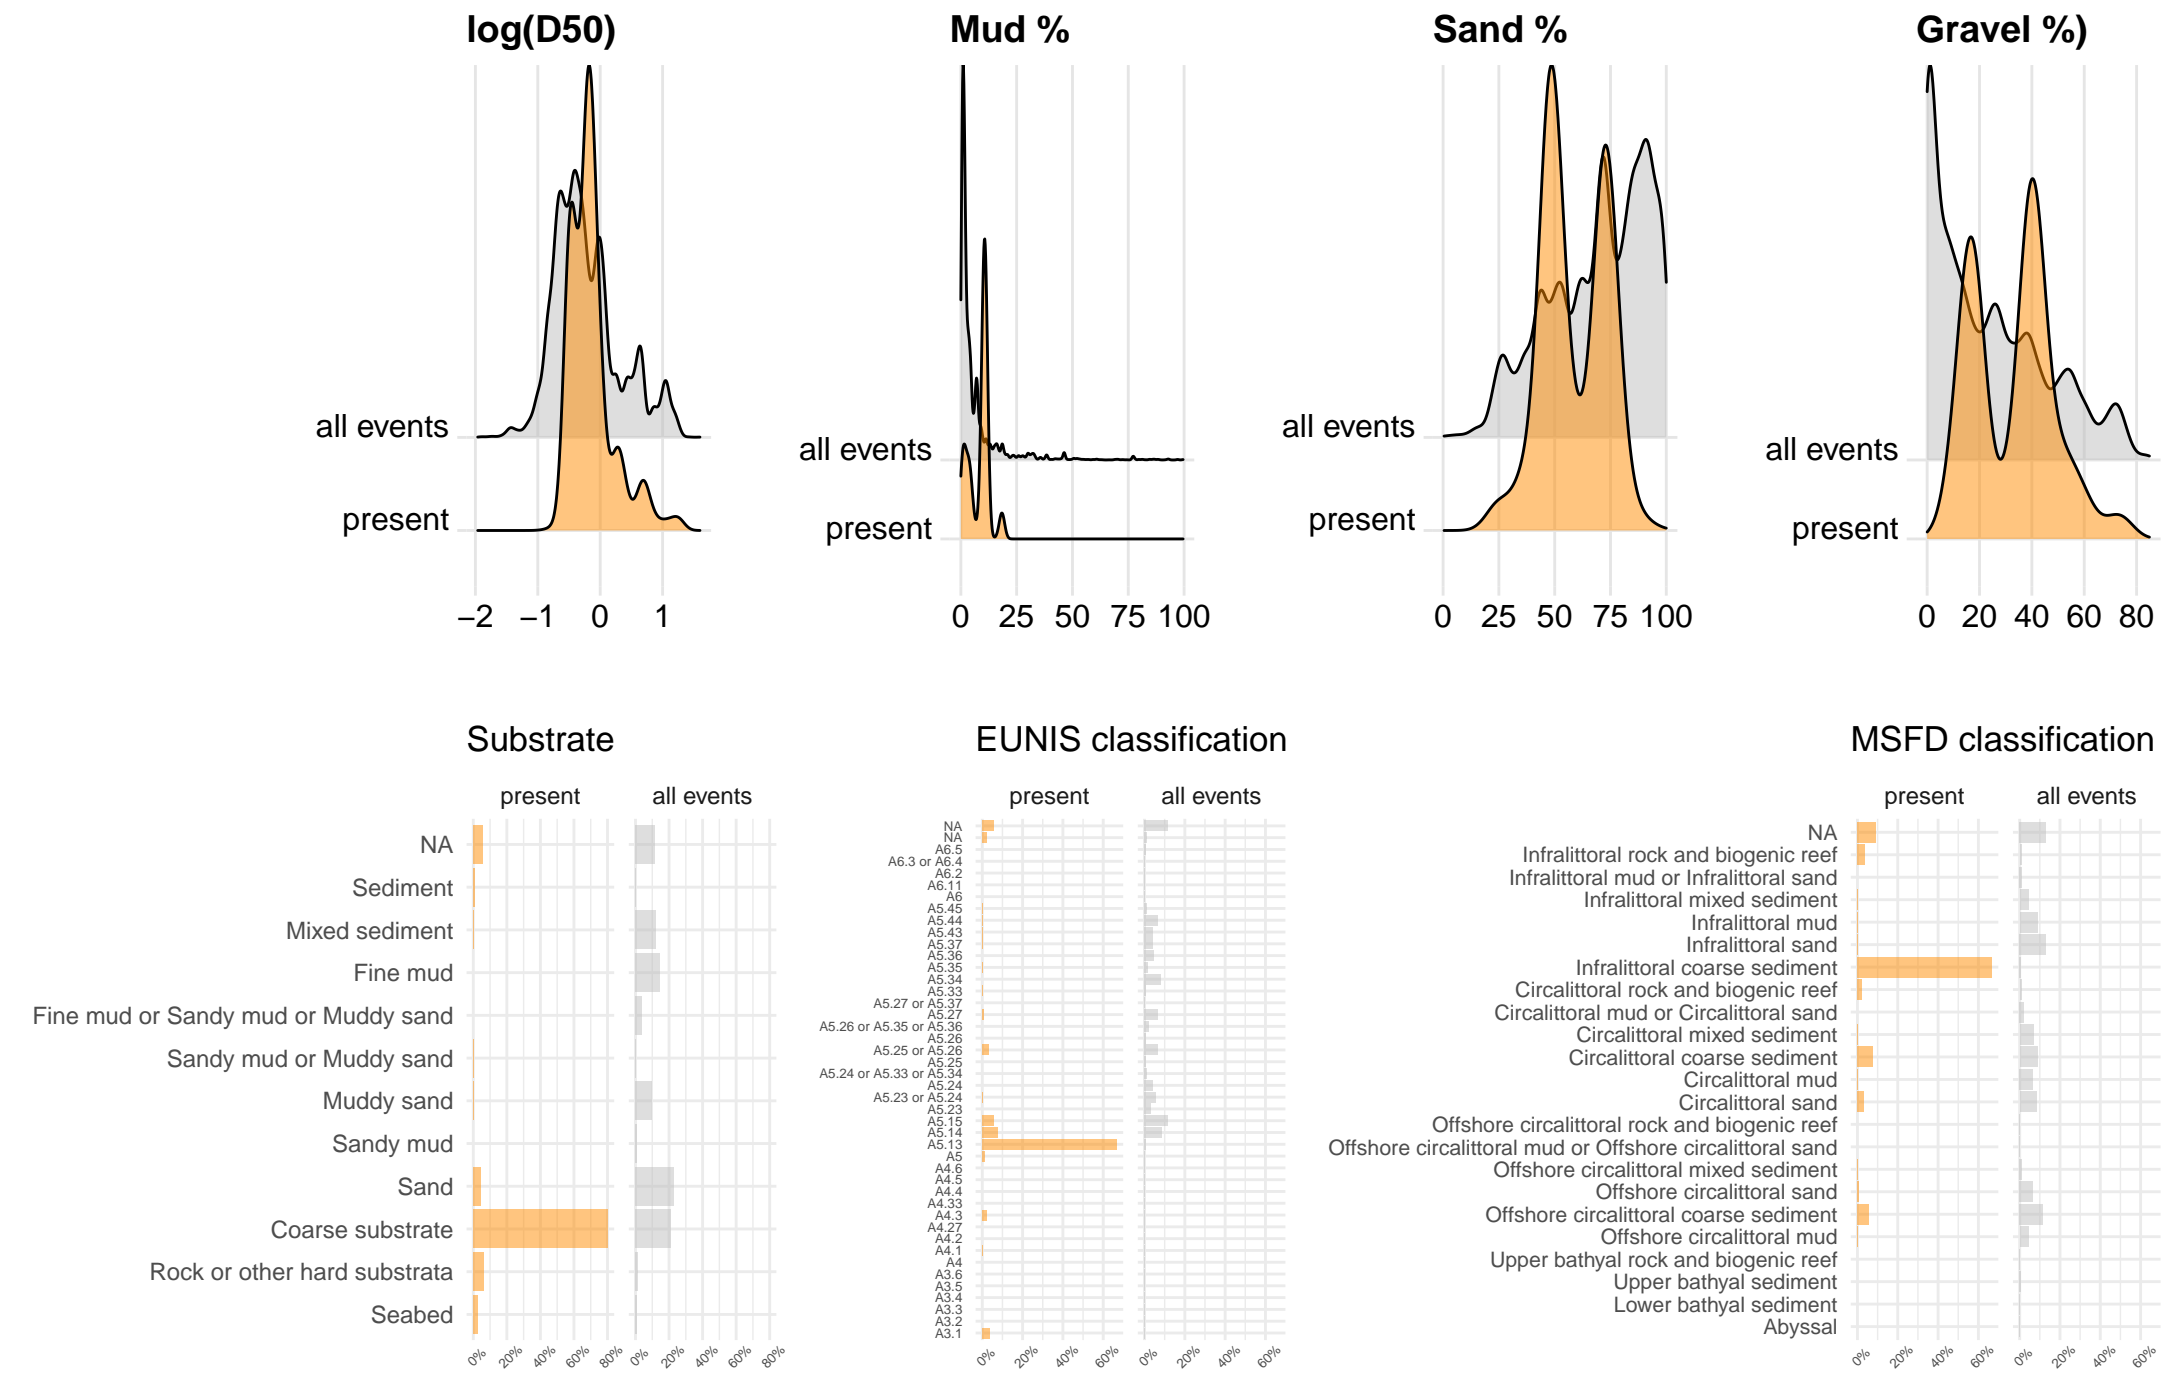 log(D50)
Mud %
Sand %
Gravel %)
all events
present
−2 −1 0 1
all events
present
0 25 50 75 100
all events
present
0 25 50 75 100
all events
present
0 20 40 60 80
Substrate
present all events
NA
Sediment
Mixed sediment
Fine mud
Fine mud or Sandy mud or Muddy sand
Sandy mud or Muddy sand
Muddy sand
Sandy mud
Sand
Coarse substrate
Rock or other hard substrata
Seabed
0% 20% 40% 60% 80% 0% 20% 40% 60% 80%
EUNIS classification
present all events
NA
NA
A6.5
A6.3 or A6.4
A6.2
A6.11
A6
A5.45
A5.44
A5.43
A5.37
A5.36
A5.35
A5.34
A5.33
A5.27 or A5.37
A5.27
A5.26 or A5.35 or A5.36
A5.26
A5.25 or A5.26
A5.25
A5.24 or A5.33 or A5.34
A5.24
A5.23 or A5.24
A5.23
A5.15
A5.14
A5.13
A5
A4.6
A4.5
A4.4
A4.33
A4.3
A4.27
A4.2
A4.1
A4
A3.6
A3.5
A3.4
A3.3
A3.2
A3.1
0% 20% 40% 60% 0% 20% 40% 60%
MSFD classification
present all events
NA
Infralittoral rock and biogenic reef
Infralittoral mud or Infralittoral sand
Infralittoral mixed sediment
Infralittoral mud
Infralittoral sand
Infralittoral coarse sediment
Circalittoral rock and biogenic reef
Circalittoral mud or Circalittoral sand
Circalittoral mixed sediment
Circalittoral coarse sediment
Circalittoral mud
Circalittoral sand
Offshore circalittoral rock and biogenic reef
Offshore circalittoral mud or Offshore circalittoral sand
Offshore circalittoral mixed sediment
Offshore circalittoral sand
Offshore circalittoral coarse sediment
Offshore circalittoral mud
Upper bathyal rock and biogenic reef
Upper bathyal sediment
Lower bathyal sediment
Abyssal
0% 20% 40% 60% 0% 20% 40% 60%